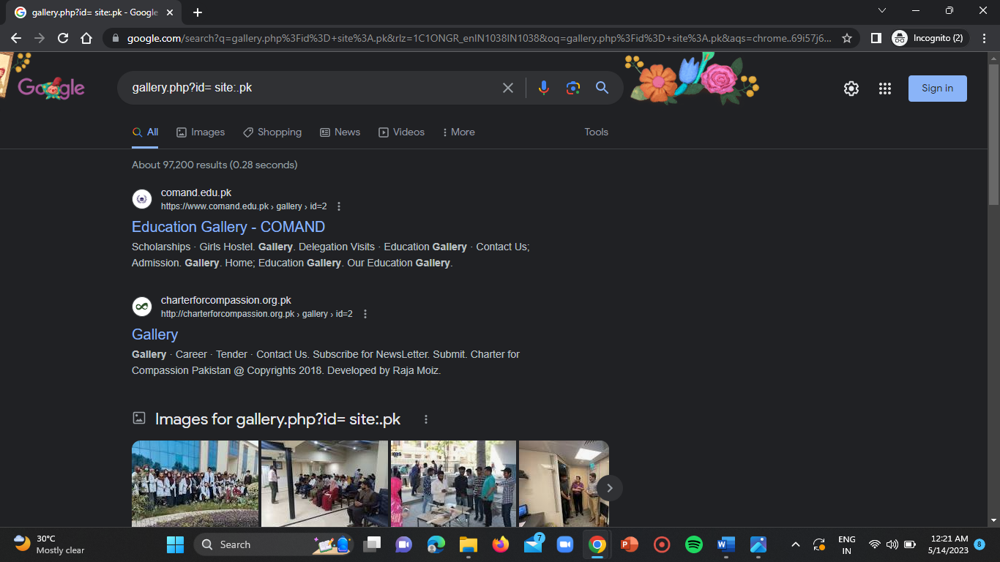 gallery.php?id= site:.pk - Google
google.com/search?q=gallery.php%3Fid%3D+site%3A.pk&rlz=1C1ONGR_enIN1038IN1038&oq=gallery.php%3Fid%3D+site%3A.pk&aqs=chrome..69i57j6...
Incognito (2)
Google
gallery.php?id= site:.pk
Sign in
All
Images
Shopping
News
Videos
More
Tools
About 97,200 results (0.28 seconds)
comand.edu.pk
https://www.comand.edu.pk › gallery › id=2
Education Gallery - COMAND
Scholarships · Girls Hostel. Gallery. Delegation Visits · Education Gallery · Contact Us;
Admission. Gallery. Home; Education Gallery. Our Education Gallery.
charterforcompassion.org.pk
http://charterforcompassion.org.pk › gallery › id=2
Gallery
Gallery · Career · Tender · Contact Us. Subscribe for NewsLetter. Submit. Charter for
Compassion Pakistan @ Copyrights 2018. Developed by Raja Moiz.
Images for gallery.php?id= site:.pk
30°C
Mostly clear
Search
7
ENG
IN
12:21 AM
5/14/2023
8